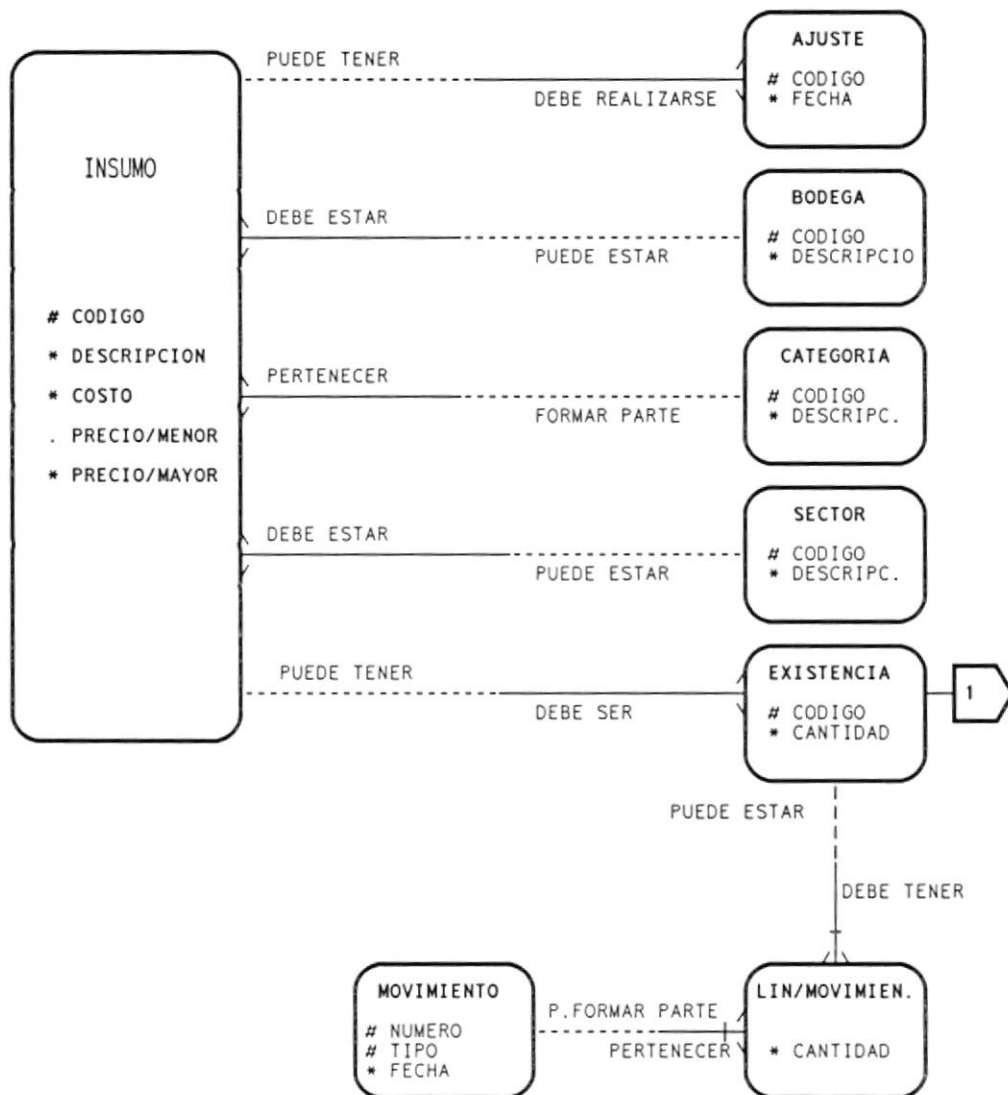 INSUMO
# CODIGO
* DESCRIPCION
* COSTO
. PRECIO/MENOR
* PRECIO/MAYOR
PUEDE TENER
DEBE REALIZARSE
AJUSTE
# CODIGO
* FECHA
DEBE ESTAR
PUEDE ESTAR
BODEGA
# CODIGO
* DESCRIPCIO
PERTENECER
FORMAR PARTE
CATEGORIA
# CODIGO
* DESCRIPC.
DEBE ESTAR
PUEDE ESTAR
SECTOR
# CODIGO
* DESCRIPC.
PUEDE TENER
DEBE SER
EXISTENCIA
# CODIGO
* CANTIDAD
1
PUEDE ESTAR
DEBE TENER
MOVIMIENTO
# NUMERO
# TIPO
* FECHA
P.FORMAR PARTE
PERTENECER
LIN/MOVIMIEN.
* CANTIDAD